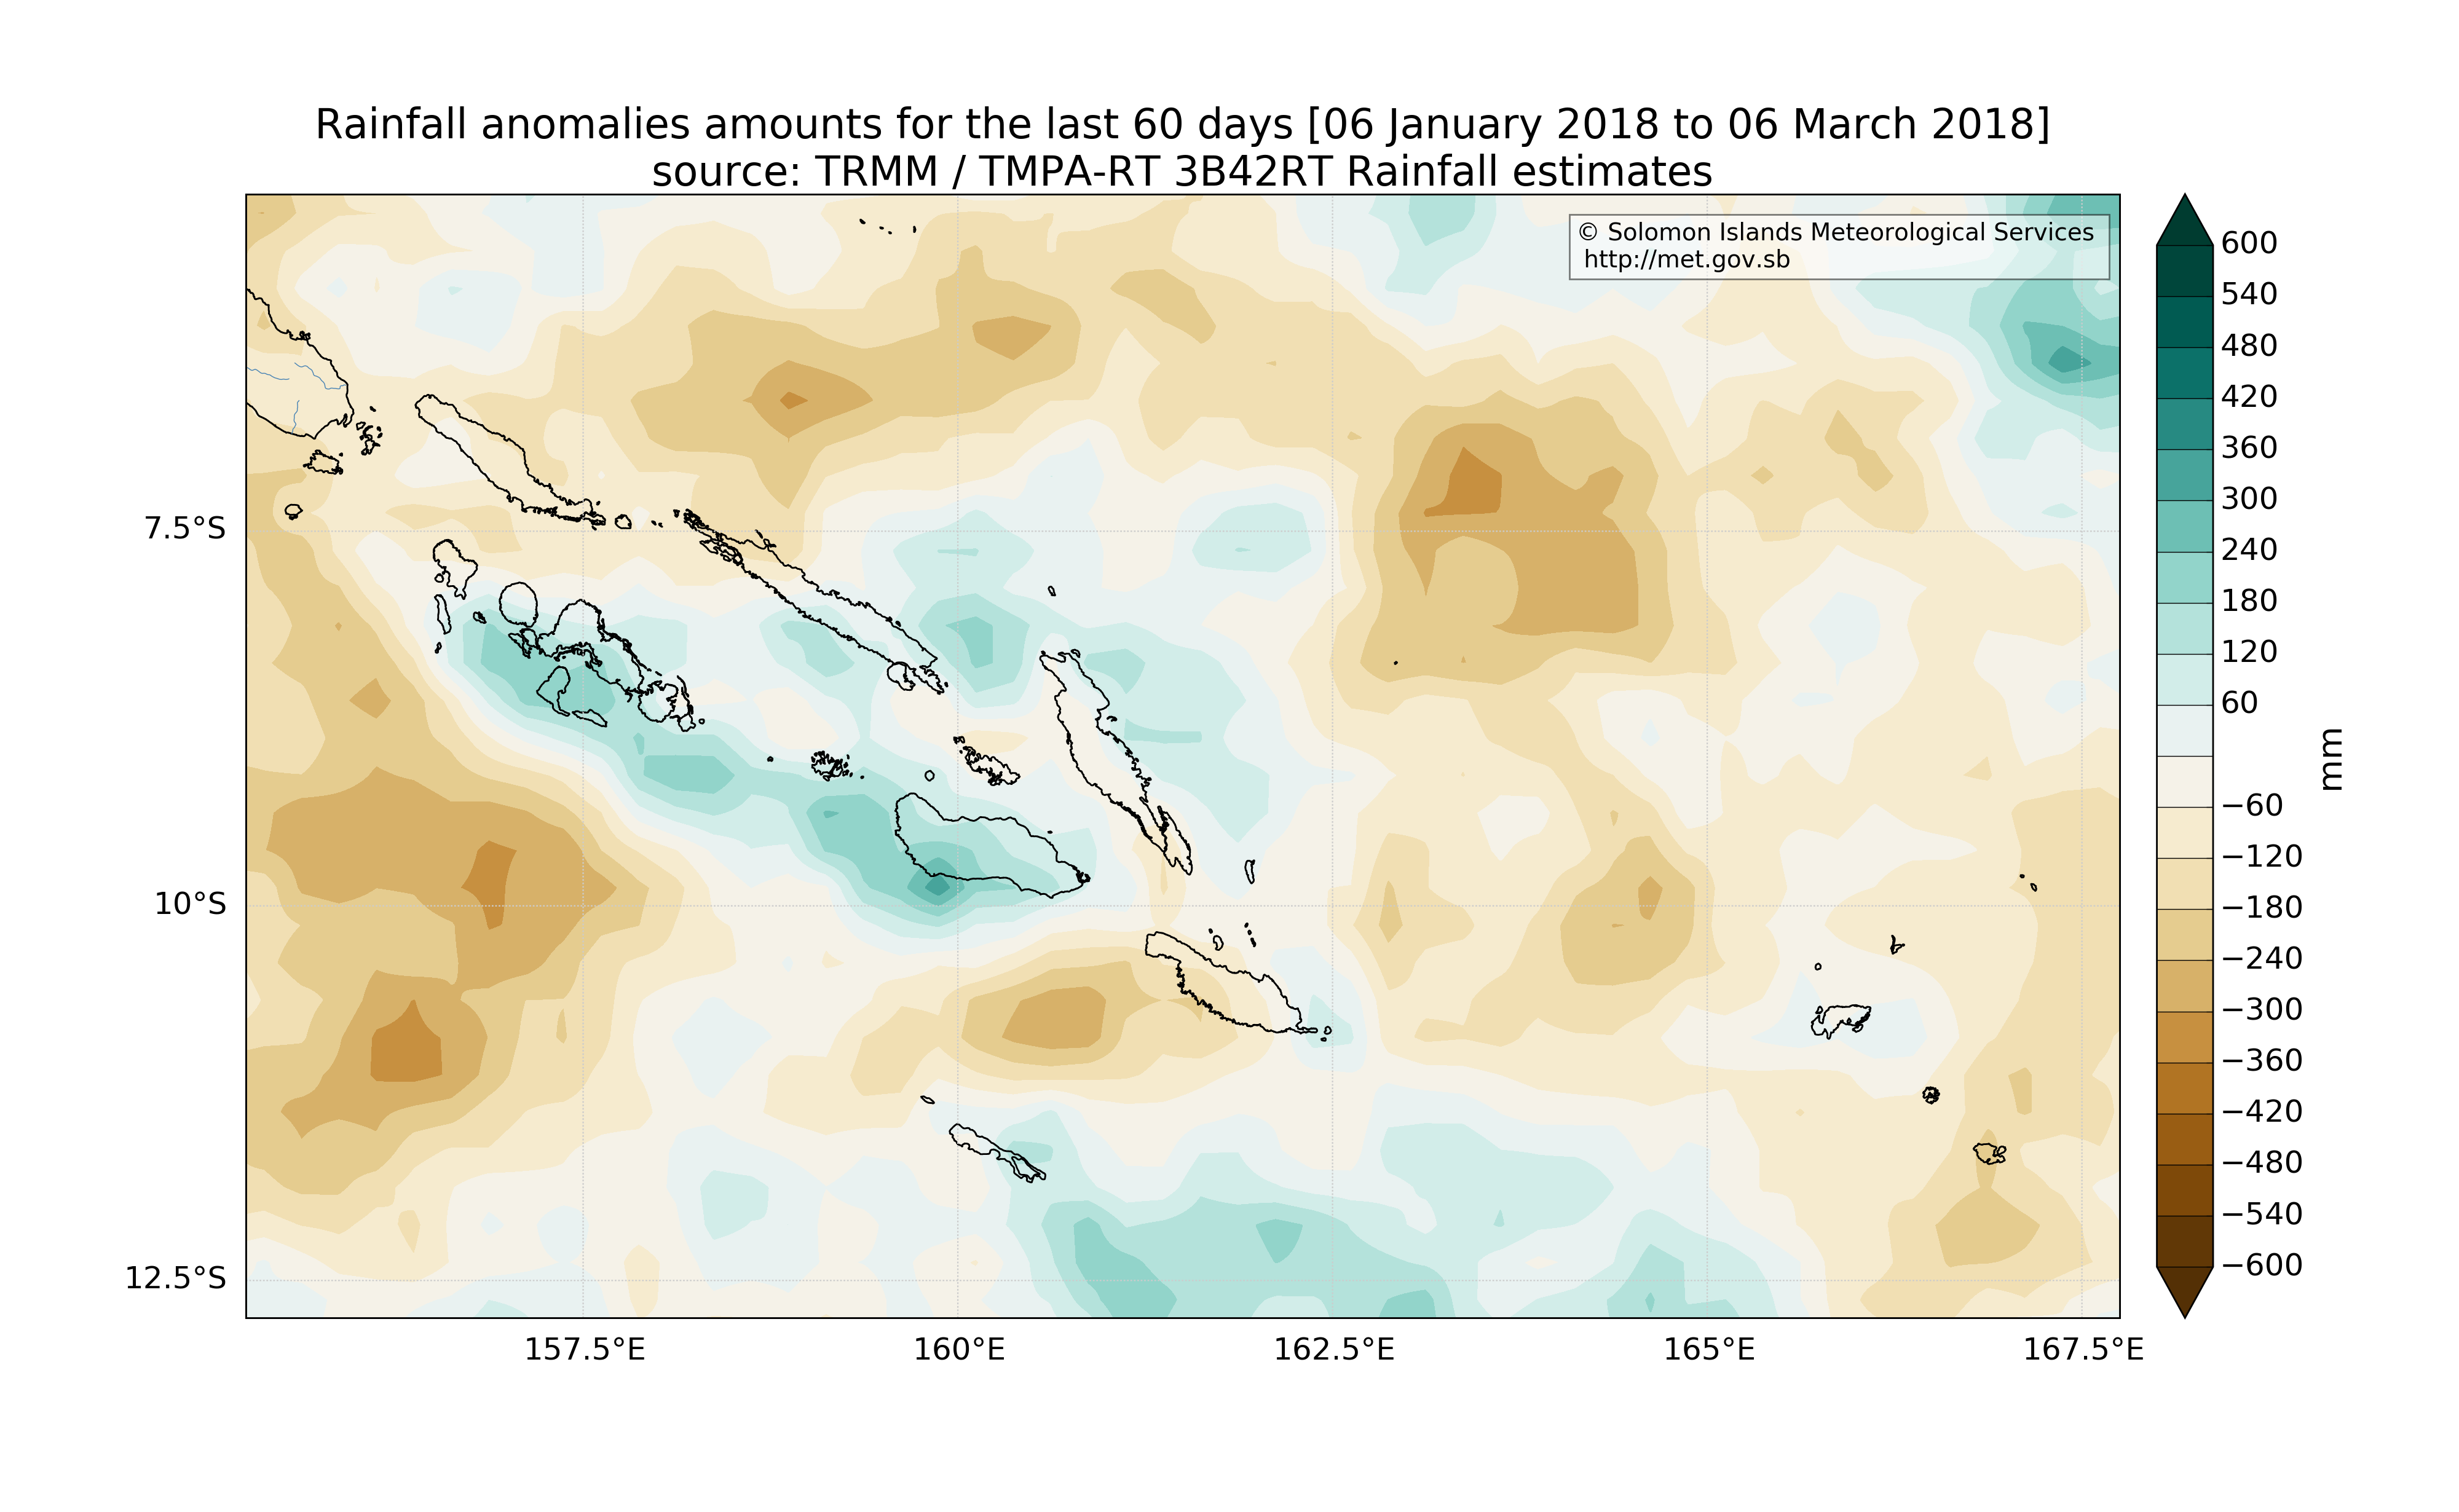 Rainfall anomalies amounts for the last 60 days [06 January 2018 to 06 March 2018]
source: TRMM / TMPA-RT 3B42RT Rainfall estimates
© Solomon Islands Meteorological Services
http://met.gov.sb
7.5°S
10°S
12.5°S
157.5°E
160°E
162.5°E
165°E
167.5°E
600
540
480
420
360
300
240
180
120
60
−60
−120
−180
−240
−300
−360
−420
−480
−540
−600
mm